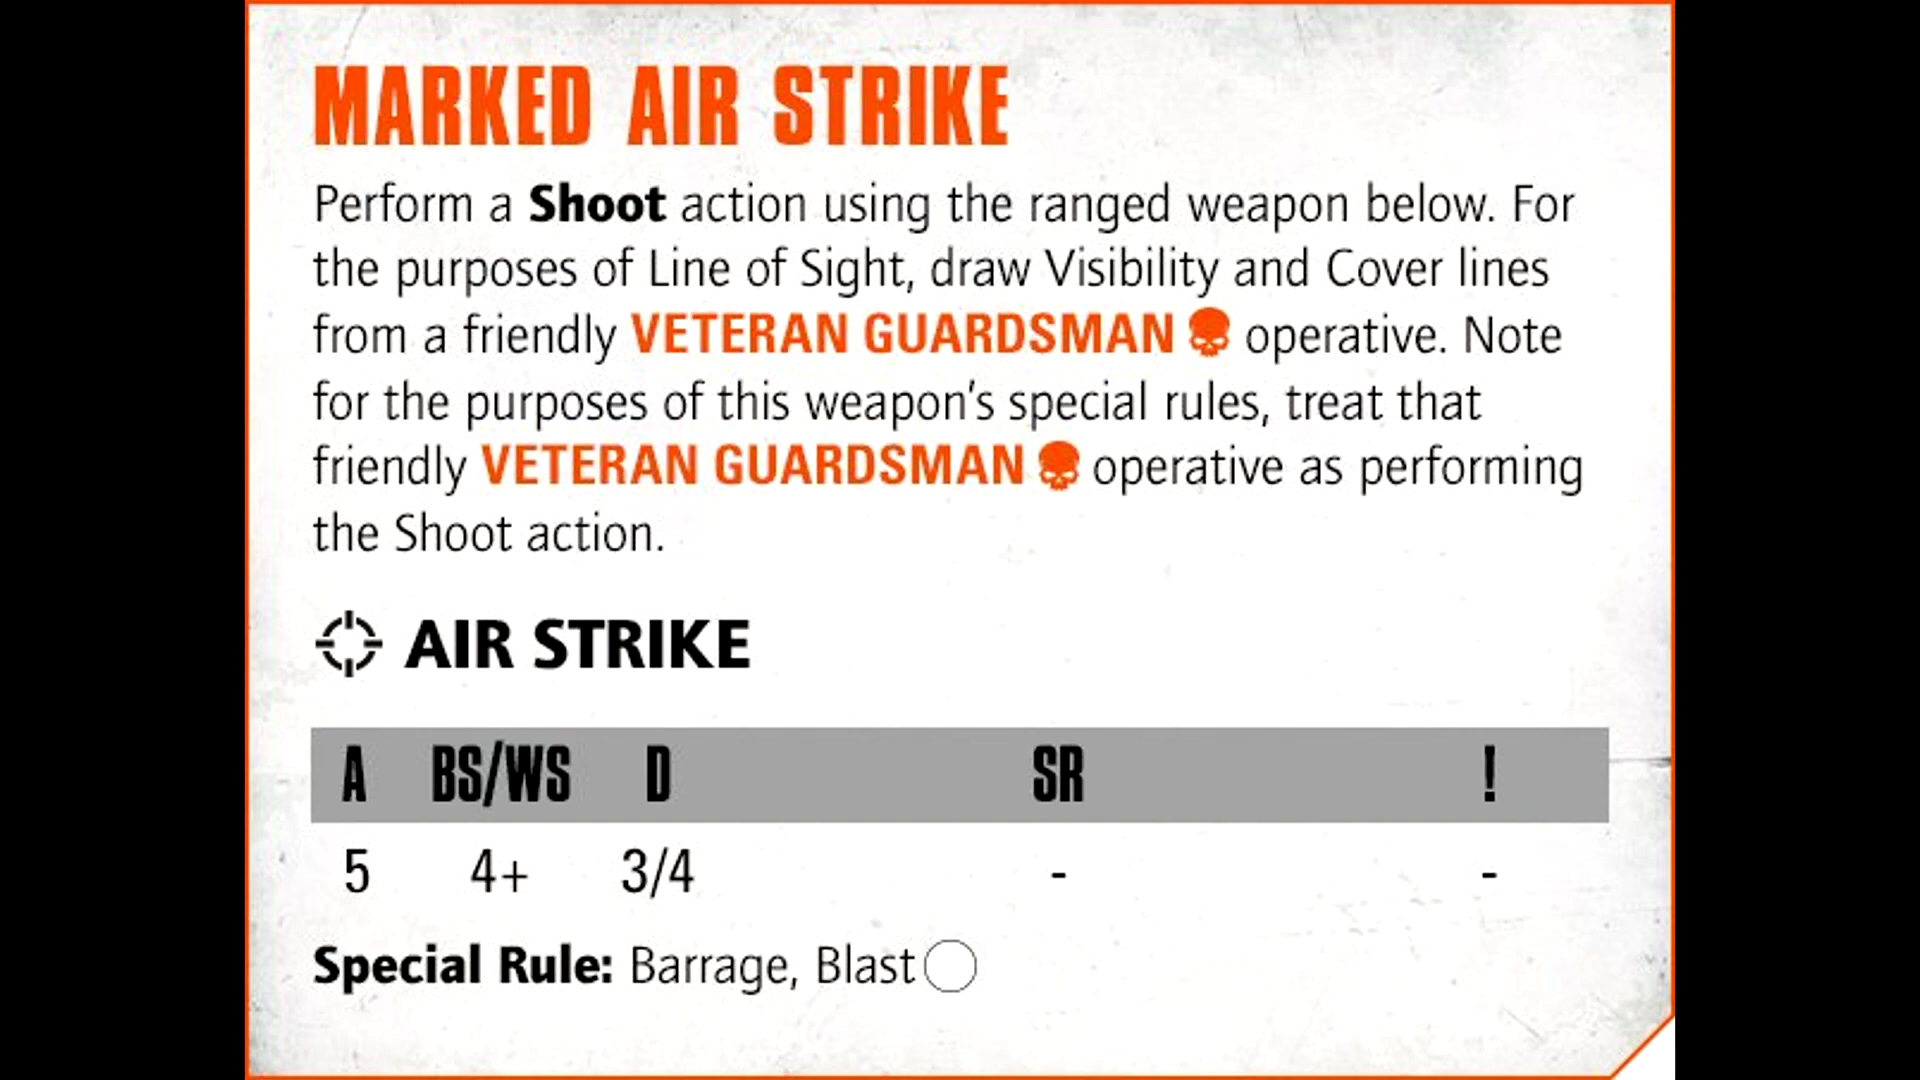 MARKED AIR STRIKE
Perform a Shoot action using the ranged weapon below. For
the purposes of Line of Sight, draw Visibility and Cover lines
from a friendly VETERAN GUARDSMAN operative. Note
for the purposes of this weapon's special rules, treat that
friendly VETERAN GUARDSMAN operative as performing
the Shoot action.
AIR STRIKE
A BS/WS D SR !
5 4+ 3/4 - -
Special Rule: Barrage, Blast